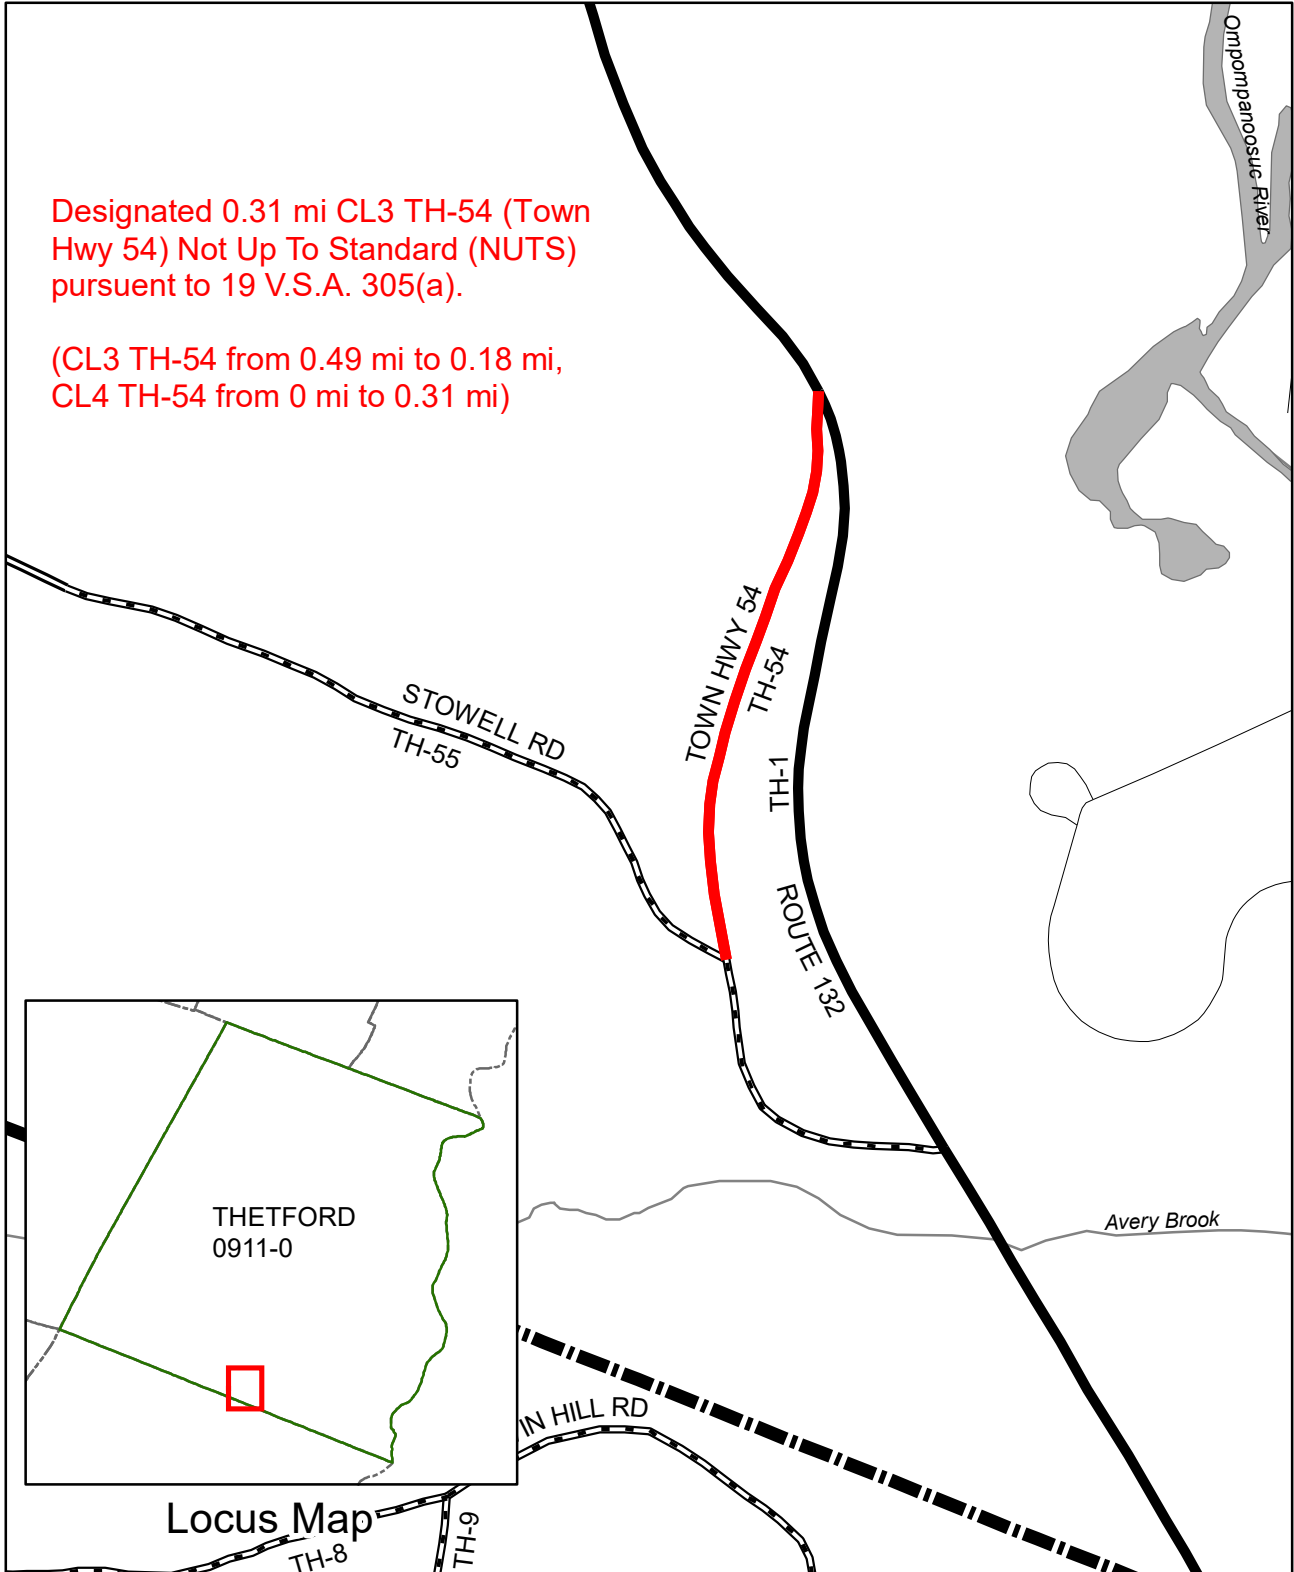 Ompompanoosuc River
Designated 0.31 mi CL3 TH-54 (Town
Hwy 54) Not Up To Standard (NUTS)
pursuent to 19 V.S.A. 305(a).
(CL3 TH-54 from 0.49 mi to 0.18 mi,
CL4 TH-54 from 0 mi to 0.31 mi)
TOWN HWY 54
TH-54
STOWELL RD
TH-55
TH-1
ROUTE 132
THETFORD
0911-0
Avery Brook
IN HILL RD
Locus Map
TH-8
TH-9